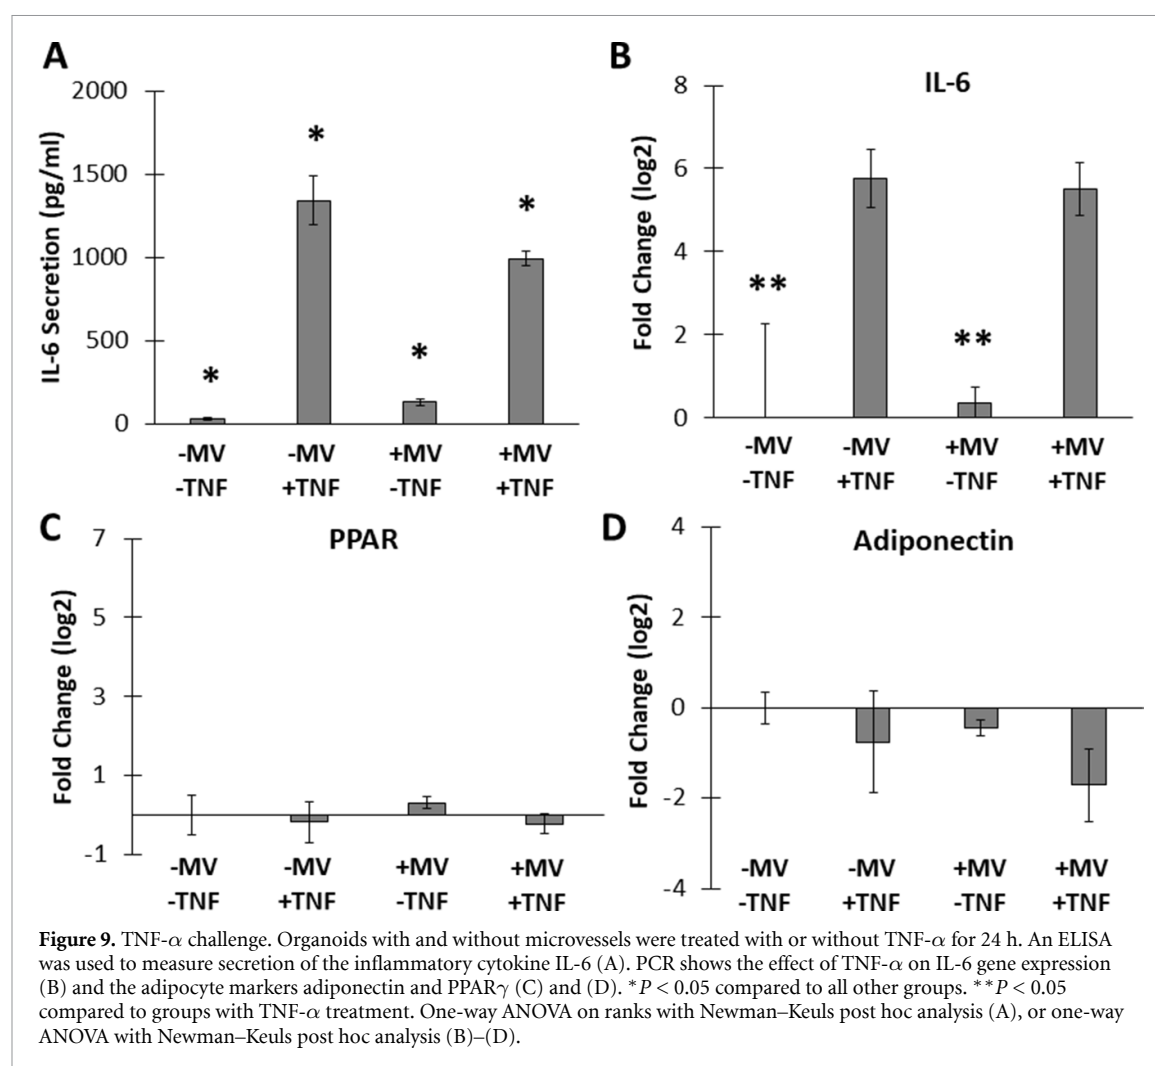 A
2000
1500
1000
500
0
IL-6 Secretion (pg/ml)
*
*
*
*
-MV -MV +MV +MV
-TNF +TNF -TNF +TNF
B
IL-6
8
6
4
2
0
Fold Change (log2)
**
**
-MV -MV +MV +MV
-TNF +TNF -TNF +TNF
C
PPAR
7
5
3
1
-1
Fold Change (log2)
-MV -MV +MV +MV
-TNF +TNF -TNF +TNF
D
Adiponectin
4
2
0
-2
-4
Fold Change (log2)
-MV -MV +MV +MV
-TNF +TNF -TNF +TNF
Figure 9. TNF-α challenge. Organoids with and without microvessels were treated with or without TNF-α for 24 h. An ELISA
was used to measure secretion of the inflammatory cytokine IL-6 (A). PCR shows the effect of TNF-α on IL-6 gene expression
(B) and the adipocyte markers adiponectin and PPARγ (C) and (D). *P < 0.05 compared to all other groups. **P < 0.05
compared to groups with TNF-α treatment. One-way ANOVA on ranks with Newman–Keuls post hoc analysis (A), or one-way
ANOVA with Newman–Keuls post hoc analysis (B)–(D).